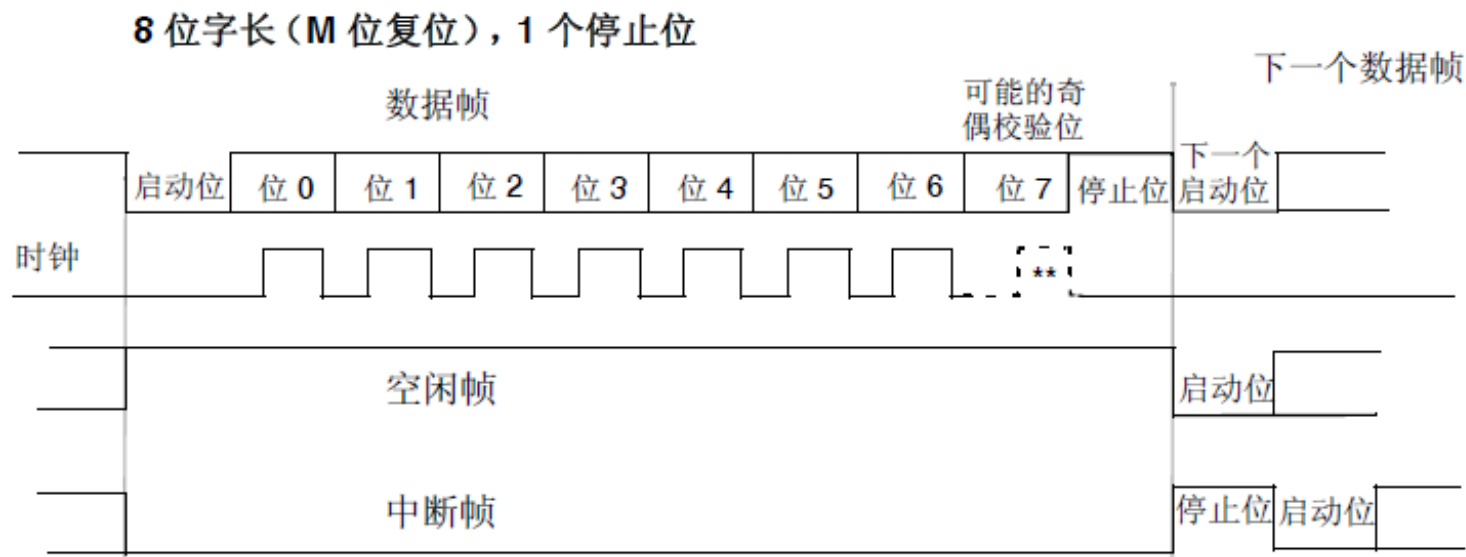 8 位字长（M 位复位），1 个停止位
下一个数据帧
数据帧
可能的奇
偶校验位
启动位 位 0 位 1 位 2 位 3 位 4 位 5 位 6 位 7 停止位
下一个
启动位
时钟
**
空闲帧
启动位
中断帧
停止位 启动位